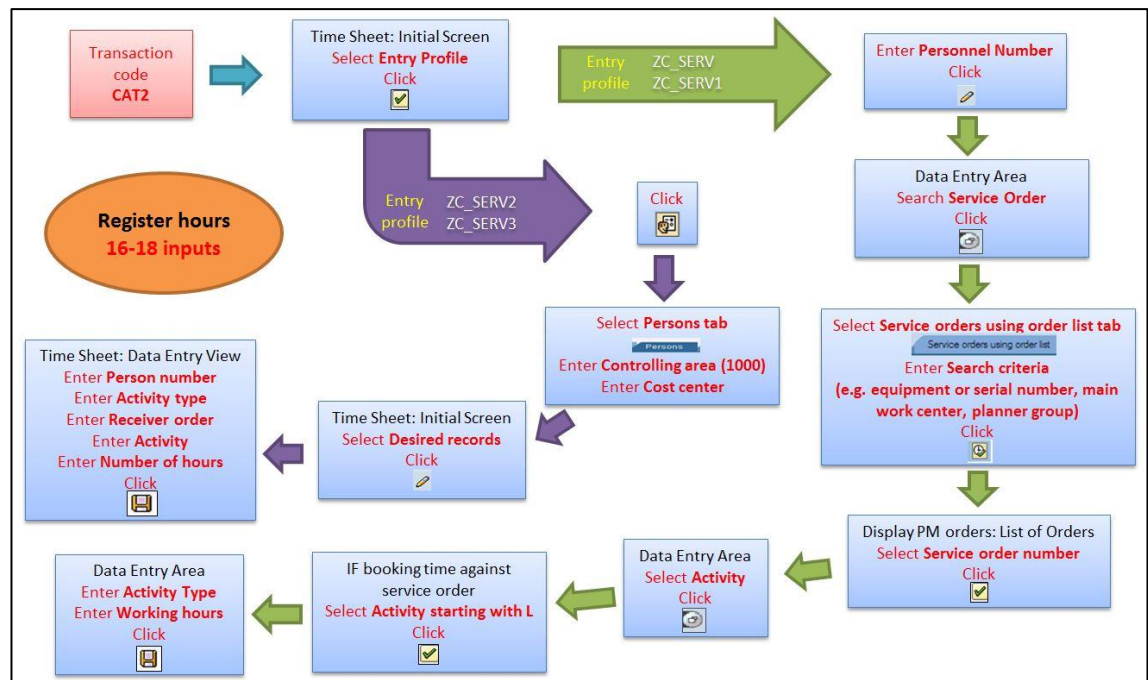 Transaction
code
CAT2
Time Sheet: Initial Screen
Select Entry Profile
Click
Entry profile
ZC_SERV
ZC_SERV1
Enter Personnel Number
Click
Data Entry Area
Search Service Order
Click
Select Service orders using order list tab
Service orders using order list
Enter Search criteria
(e.g. equipment or serial number, main
work center, planner group)
Click
Display PM orders: List of Orders
Select Service order number
Click
Data Entry Area
Select Activity
Click
IF booking time against
service order
Select Activity starting with L
Click
Data Entry Area
Enter Activity Type
Enter Working hours
Click
Entry profile
ZC_SERV2
ZC_SERV3
Click
Select Persons tab
Persons
Enter Controlling area (1000)
Enter Cost center
Time Sheet: Initial Screen
Select Desired records
Click
Time Sheet: Data Entry View
Enter Person number
Enter Activity type
Enter Receiver order
Enter Activity
Enter Number of hours
Click
Register hours
16-18 inputs